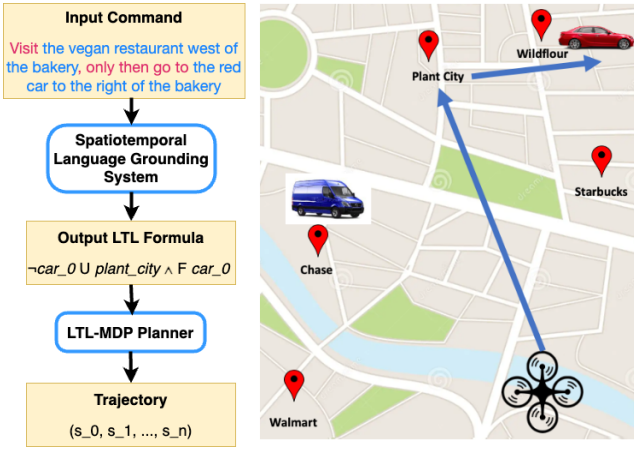 Input Command
Visit the vegan restaurant west of
the bakery, only then go to the red
car to the right of the bakery
Spatiotemporal
Language Grounding
System
Output LTL Formula
¬car_0 U plant_city ∧ F car_0
LTL-MDP Planner
Trajectory
(s_0, s_1, ..., s_n)
Wildflour
Plant City
Starbucks
Chase
Walmart